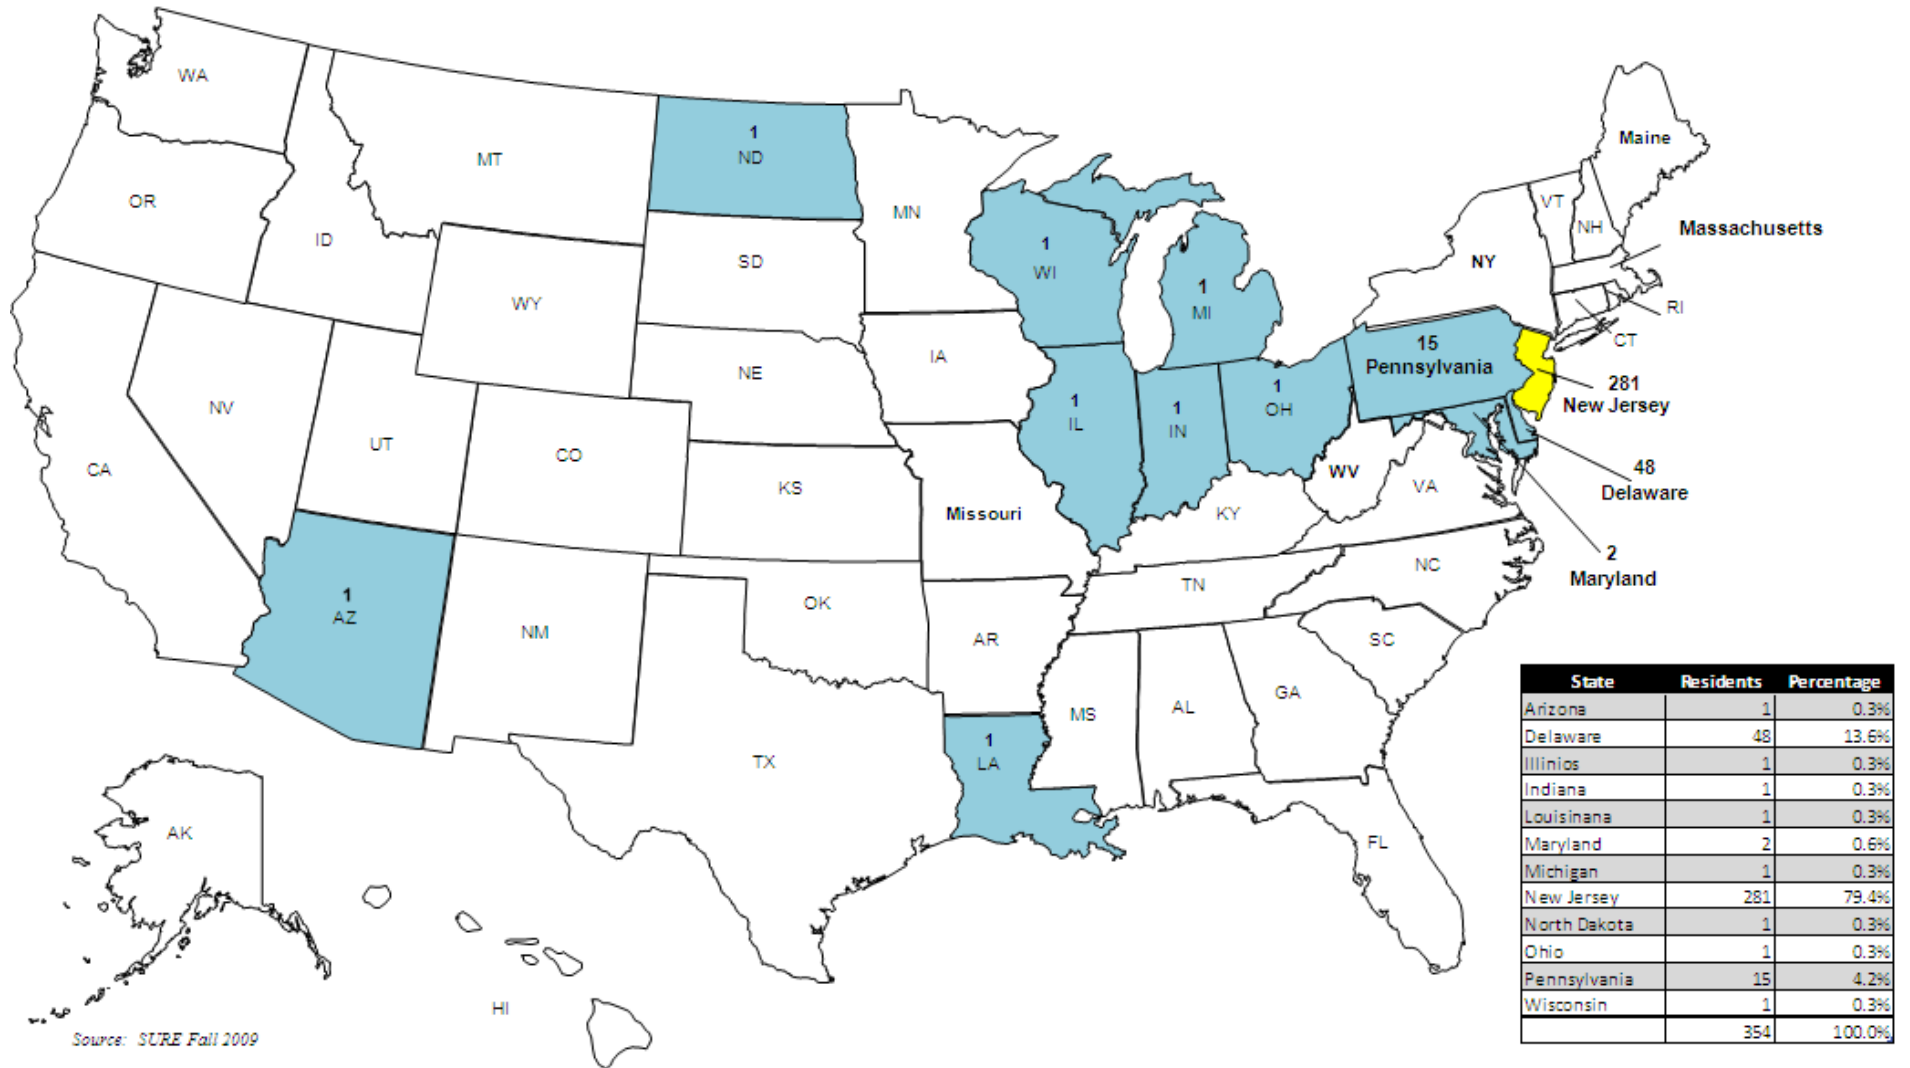 WA
MT
1
ND
MN
OR
ID
SD
WY
1
WI
1
MI
Maine
VT
NH
Massachusetts
NY
RI
CT
NE
IA
15
Pennsylvania
281
New Jersey
NV
UT
CO
1
IL
1
IN
1
OH
CA
KS
Missouri
KY
WV
VA
48
Delaware
2
Maryland
1
AZ
NM
OK
AR
TN
NC
SC
MS
AL
GA
TX
1
LA
FL
AK
HI
State Residents Percentage
Arizona 1 0.3%
Delaware 48 13.6%
Illinios 1 0.3%
Indiana 1 0.3%
Louisinana 1 0.3%
Maryland 2 0.6%
Michigan 1 0.3%
New Jersey 281 79.4%
North Dakota 1 0.3%
Ohio 1 0.3%
Pennsylvania 15 4.2%
Wisconsin 1 0.3%
354 100.0%
Source: SURE Fall 2009